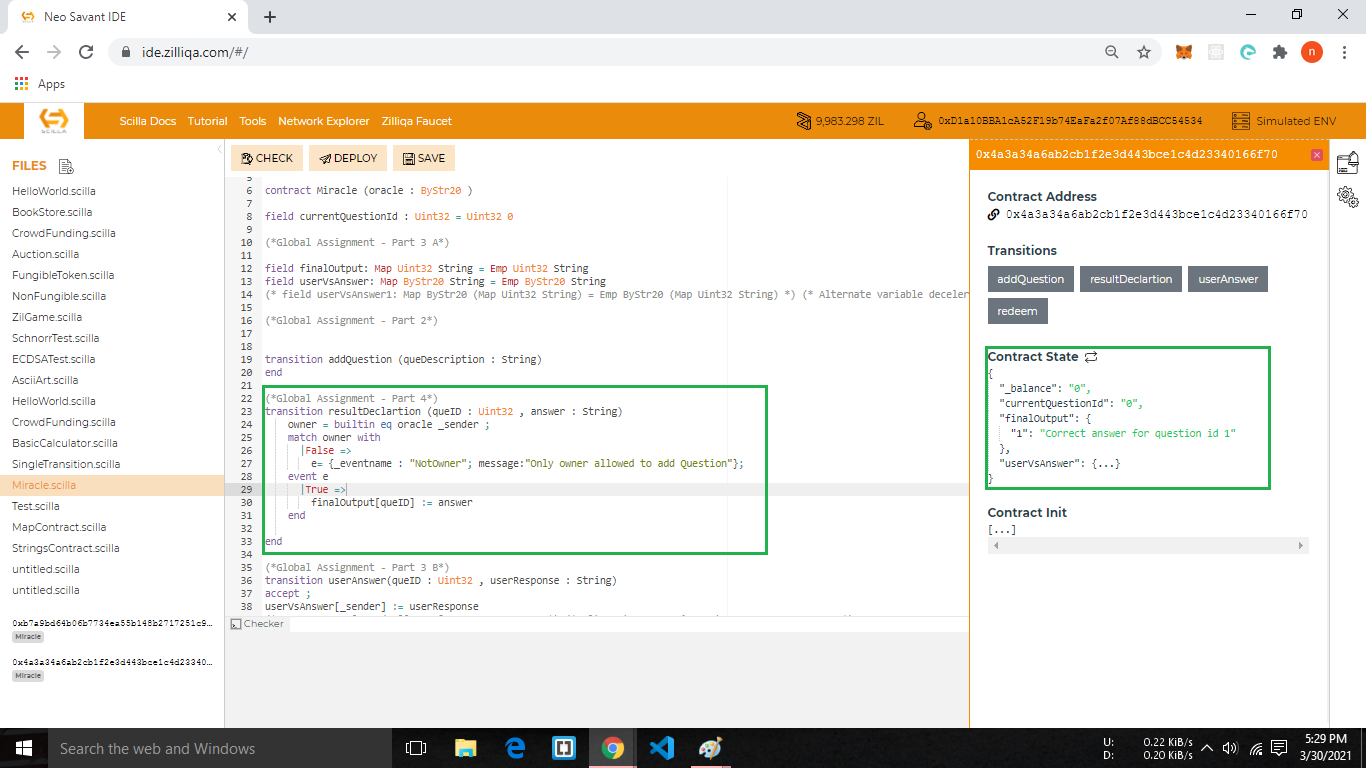 Neo Savant IDE
ide.zilliqa.com/#/
n
Apps
SCILLA
Scilla Docs Tutorial Tools Network Explorer Zilliqa Faucet
9,983.298 ZIL
0xD1a10BBA1cA52F19b74EaFa2f07Af88dBCC54534
Simulated ENV
FILES
HelloWorld.scilla
BookStore.scilla
CrowdFunding.scilla
Auction.scilla
FungibleToken.scilla
NonFungible.scilla
ZilGame.scilla
SchnorrTest.scilla
ECDSATest.scilla
AsciiArt.scilla
HelloWorld.scilla
CrowdFunding.scilla
BasicCalculator.scilla
SingleTransition.scilla
Miracle.scilla
Test.scilla
MapContract.scilla
StringsContract.scilla
untitled.scilla
untitled.scilla
0xb7a9bd64b06b7734ea55b148b2717251c9...
Miracle
0x4a3a34a6ab2cb1f2e3d443bce1c4d23340...
Miracle
CHECK DEPLOY SAVE
5
6 contract Miracle (oracle : ByStr20 )
7
8 field currentQuestionId : Uint32 = Uint32 0
9
10 (*Global Assignment - Part 3 A*)
11
12 field finalOutput: Map Uint32 String = Emp Uint32 String
13 field userVsAnswer: Map ByStr20 String = Emp ByStr20 String
14 (* field userVsAnswer1: Map ByStr20 (Map Uint32 String) = Emp ByStr20 (Map Uint32 String) *) (* Alternate variable deceler
15
16 (*Global Assignment - Part 2*)
17
18
19 transition addQuestion (queDescription : String)
20 end
21
22 (*Global Assignment - Part 4*)
23 transition resultDeclartion (queID : Uint32 , answer : String)
24 owner = builtin eq oracle _sender ;
25 match owner with
26 |False =>
27 e= {_eventname : "NotOwner"; message:"Only owner allowed to add Question"};
28 event e
29 |True =>
30 finalOutput[queID] := answer
31 end
32
33 end
34
35 (*Global Assignment - Part 3 B*)
36 transition userAnswer(queID : Uint32 , userResponse : String)
37 accept ;
38 userVsAnswer[_sender] := userResponse
Checker
0x4a3a34a6ab2cb1f2e3d443bce1c4d23340166f70
Contract Address
0x4a3a34a6ab2cb1f2e3d443bce1c4d23340166f70
Transitions
addQuestion resultDeclartion userAnswer
redeem
Contract State
{
"_balance": "0",
"currentQuestionId": "0",
"finalOutput": {
"1": "Correct answer for question id 1"
},
"userVsAnswer": {...}
}
Contract Init
[...]
Search the web and Windows
U: 0.22 KiB/s
D: 0.20 KiB/s
5:29 PM
3/30/2021